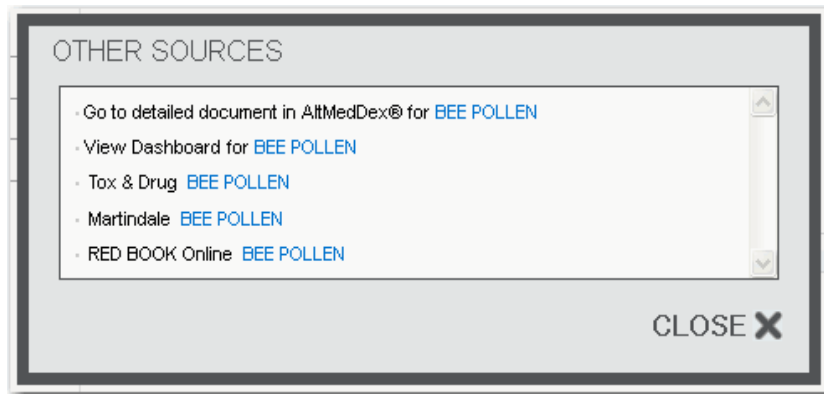 OTHER SOURCES
Go to detailed document in AltMedDex® for BEE POLLEN
View Dashboard for BEE POLLEN
Tox & Drug BEE POLLEN
Martindale BEE POLLEN
RED BOOK Online BEE POLLEN
CLOSE